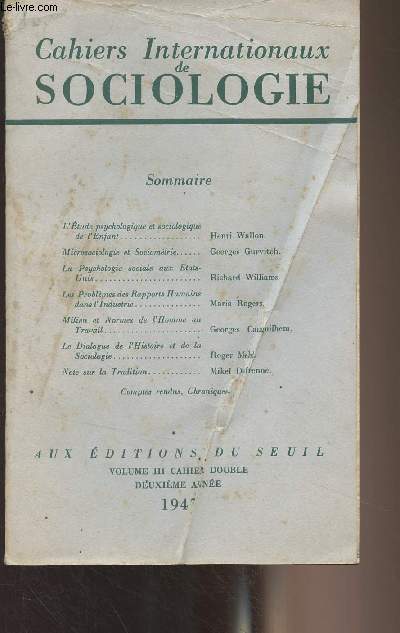 Le-livre.com
Cahiers Internationaux
de
SOCIOLOGIE
Sommaire
L'Étude psychologique et sociologique
de l'Enfant.................. Henri Wallon.
Microsociologie et Sociométrie...... Georges Gurvitch.
La Psychologie sociale aux États-
Unis........................ Richard Williams.
Les Problèmes des Rapports Humains
dans l'Industrie............... Maria Rogers.
Milieu et Normes de l'Homme au
Travail..................... Georges Canguilhem.
Le Dialogue de l'Histoire et de la
Sociologie.................... Roger Mehl.
Note sur la Tradition............ Mikel Dufrenne.
Comptes rendus, Chroniques.
AUX ÉDITIONS DU SEUIL
VOLUME III CAHIER DOUBLE
DEUXIÈME ANNÉE
194